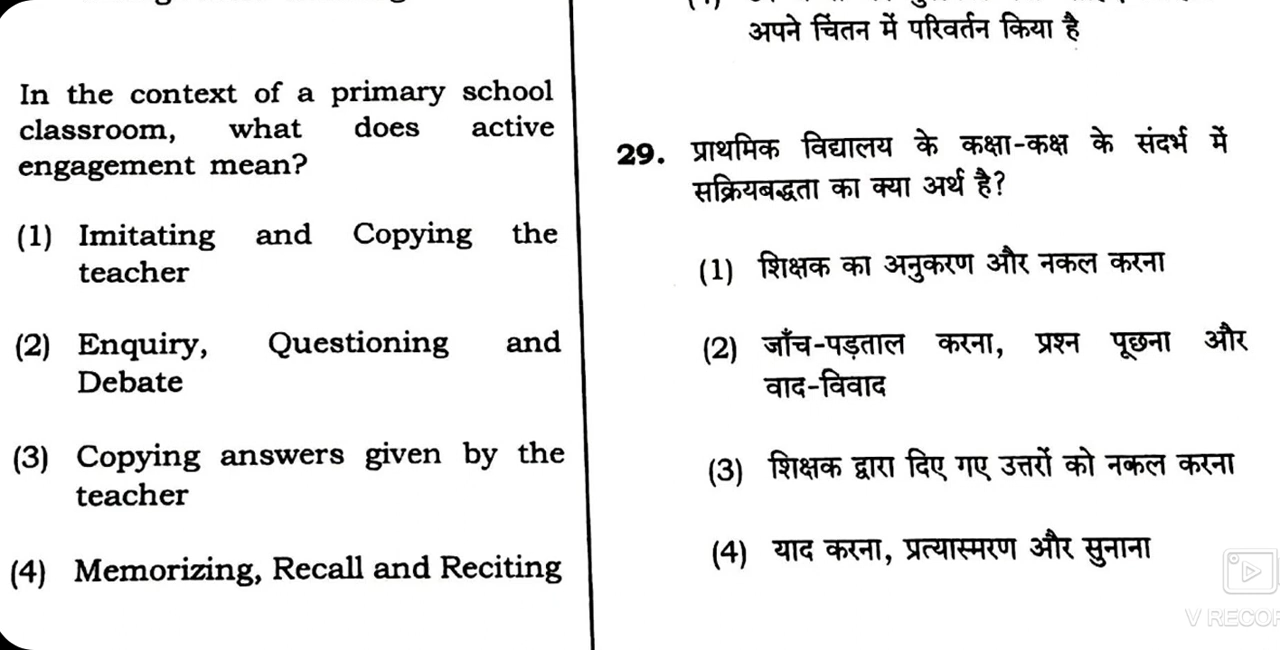 In the context of a primary school
classroom, what does active
engagement mean?
(1) Imitating and Copying the
teacher
(2) Enquiry, Questioning and
Debate
(3) Copying answers given by the
teacher
(4) Memorizing, Recall and Reciting
अपने चिंतन में परिवर्तन किया है
29. प्राथमिक विद्यालय के कक्षा-कक्ष के संदर्भ में
सक्रियबद्धता का क्या अर्थ है?
(1) शिक्षक का अनुकरण और नकल करना
(2) जाँच-पड़ताल करना, प्रश्न पूछना और
वाद-विवाद
(3) शिक्षक द्वारा दिए गए उत्तरों को नकल करना
(4) याद करना, प्रत्यास्मरण और सुनाना
V RECOR